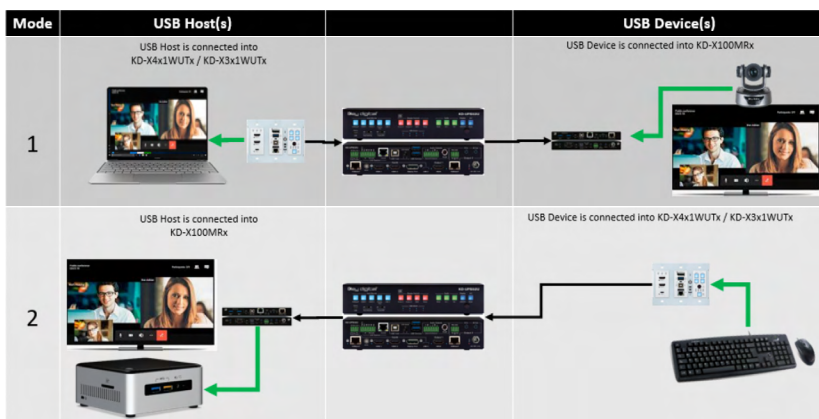 Mode
USB Host(s)
USB Device(s)
1
USB Host is connected into
KD-X4x1WUTx / KD-X3x1WUTx
USB Device is connected into KD-X100MRx
2
USB Host is connected into
KD-X100MRx
USB Device is connected into KD-X4x1WUTx / KD-X3x1WUTx